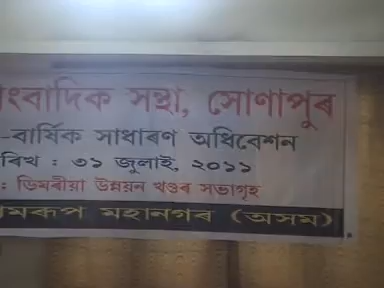 াংবাদিক সন্থা, সোণাপুৰ
-বাৰ্ষিক সাধাৰণ অধিবেশন
ৰিখ : ৩১ জুলাই, ২০১১
: ডিমৰীয়া উন্নয়ন খণ্ডৰ সভাগৃহ
মৰূপ মহানগৰ (অসম)